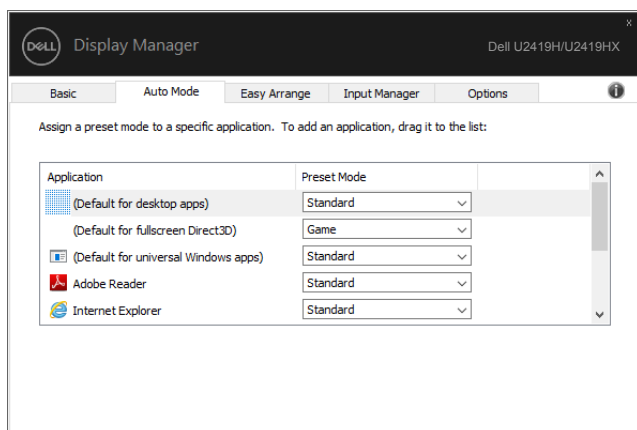 x
DELL Display Manager Dell U2419H/U2419HX
Basic Auto Mode Easy Arrange Input Manager Options i
Assign a preset mode to a specific application. To add an application, drag it to the list:
Application Preset Mode
(Default for desktop apps) Standard
(Default for fullscreen Direct3D) Game
(Default for universal Windows apps) Standard
Adobe Reader Standard
Internet Explorer Standard